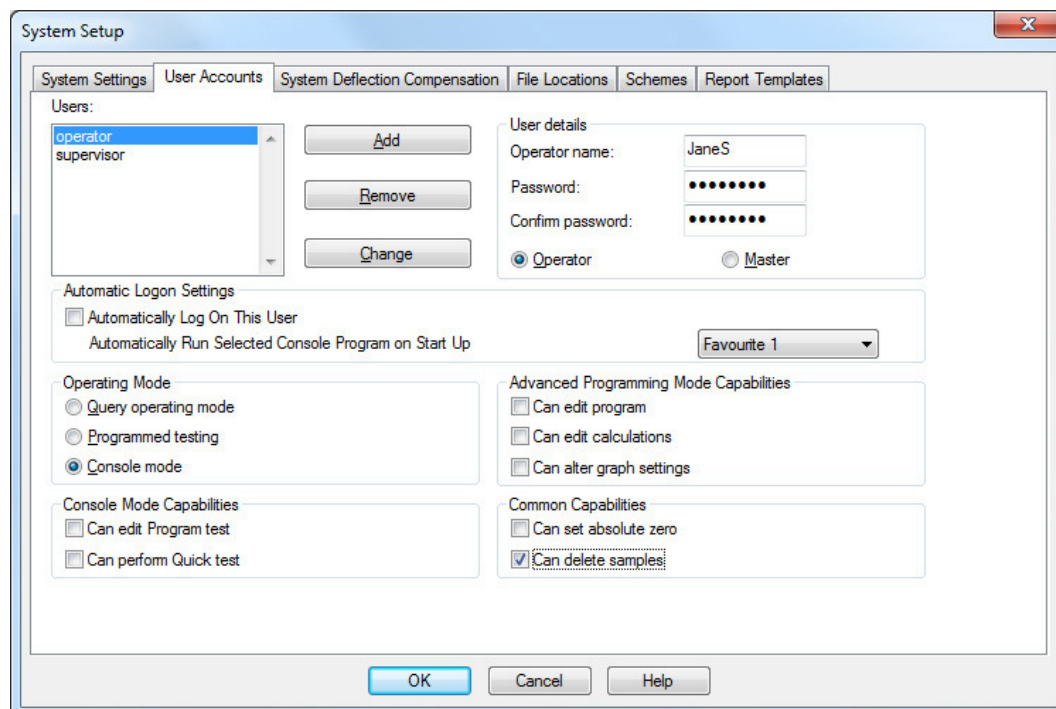 System Setup
System Settings
User Accounts
System Deflection Compensation
File Locations
Schemes
Report Templates
Users:
operator
supervisor
Add
Remove
Change
User details
Operator name:
JaneS
Password:
●●●●●●●●
Confirm password:
●●●●●●●●
Operator
Master
Automatic Logon Settings
Automatically Log On This User
Automatically Run Selected Console Program on Start Up
Favourite 1
Operating Mode
Query operating mode
Programmed testing
Console mode
Advanced Programming Mode Capabilities
Can edit program
Can edit calculations
Can alter graph settings
Console Mode Capabilities
Can edit Program test
Can perform Quick test
Common Capabilities
Can set absolute zero
Can delete samples
OK
Cancel
Help